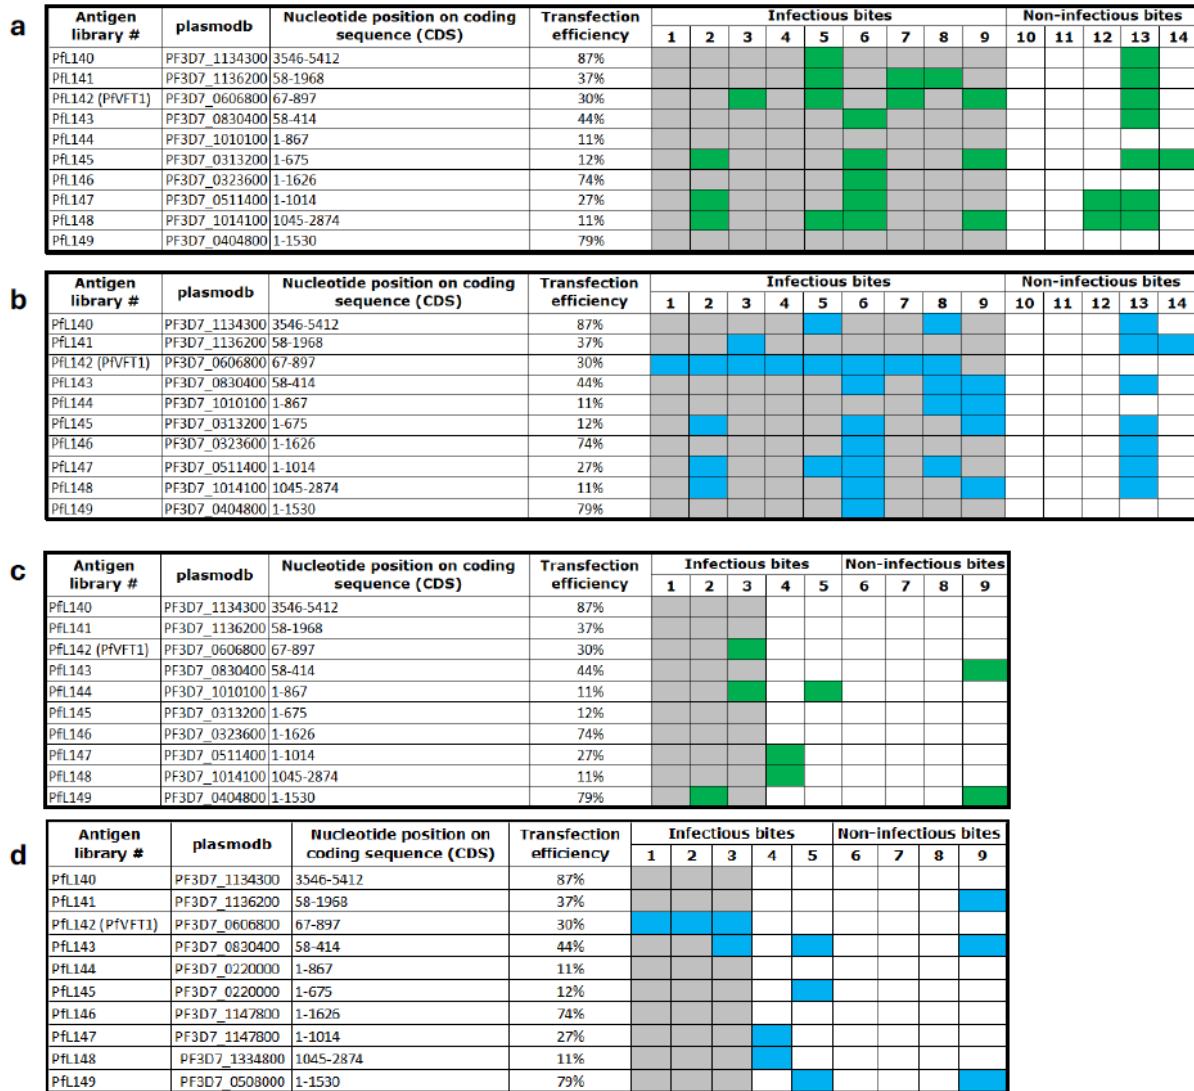 a
Antigen library # plasmodb Nucleotide position on coding sequence (CDS) Transfection efficiency Infectious bites Non-infectious bites
1 2 3 4 5 6 7 8 9 10 11 12 13 14
PfL140 PF3D7_1134300 3546-5412 87%
PfL141 PF3D7_1136200 58-1968 37%
PfL142 (PfVFT1) PF3D7_0606800 67-897 30%
PfL143 PF3D7_0830400 58-414 44%
PfL144 PF3D7_1010100 1-867 11%
PfL145 PF3D7_0313200 1-675 12%
PfL146 PF3D7_0323600 1-1626 74%
PfL147 PF3D7_0511400 1-1014 27%
PfL148 PF3D7_1014100 1045-2874 11%
PfL149 PF3D7_0404800 1-1530 79%
b
Antigen library # plasmodb Nucleotide position on coding sequence (CDS) Transfection efficiency Infectious bites Non-infectious bites
1 2 3 4 5 6 7 8 9 10 11 12 13 14
PfL140 PF3D7_1134300 3546-5412 87%
PfL141 PF3D7_1136200 58-1968 37%
PfL142 (PfVFT1) PF3D7_0606800 67-897 30%
PfL143 PF3D7_0830400 58-414 44%
PfL144 PF3D7_1010100 1-867 11%
PfL145 PF3D7_0313200 1-675 12%
PfL146 PF3D7_0323600 1-1626 74%
PfL147 PF3D7_0511400 1-1014 27%
PfL148 PF3D7_1014100 1045-2874 11%
PfL149 PF3D7_0404800 1-1530 79%
c
Antigen library # plasmodb Nucleotide position on coding sequence (CDS) Transfection efficiency Infectious bites Non-infectious bites
1 2 3 4 5 6 7 8 9
PfL140 PF3D7_1134300 3546-5412 87%
PfL141 PF3D7_1136200 58-1968 37%
PfL142 (PfVFT1) PF3D7_0606800 67-897 30%
PfL143 PF3D7_0830400 58-414 44%
PfL144 PF3D7_1010100 1-867 11%
PfL145 PF3D7_0313200 1-675 12%
PfL146 PF3D7_0323600 1-1626 74%
PfL147 PF3D7_0511400 1-1014 27%
PfL148 PF3D7_1014100 1045-2874 11%
PfL149 PF3D7_0404800 1-1530 79%
d
Antigen library # plasmodb Nucleotide position on coding sequence (CDS) Transfection efficiency Infectious bites Non-infectious bites
1 2 3 4 5 6 7 8 9
PfL140 PF3D7_1134300 3546-5412 87%
PfL141 PF3D7_1136200 58-1968 37%
PfL142 (PfVFT1) PF3D7_0606800 67-897 30%
PfL143 PF3D7_0830400 58-414 44%
PfL144 PF3D7_0220000 1-867 11%
PfL145 PF3D7_0220000 1-675 12%
PfL146 PF3D7_1147800 1-1626 74%
PfL147 PF3D7_1147800 1-1014 27%
PfL148 PF3D7_1334800 1045-2874 11%
PfL149 PF3D7_0508000 1-1530 79%